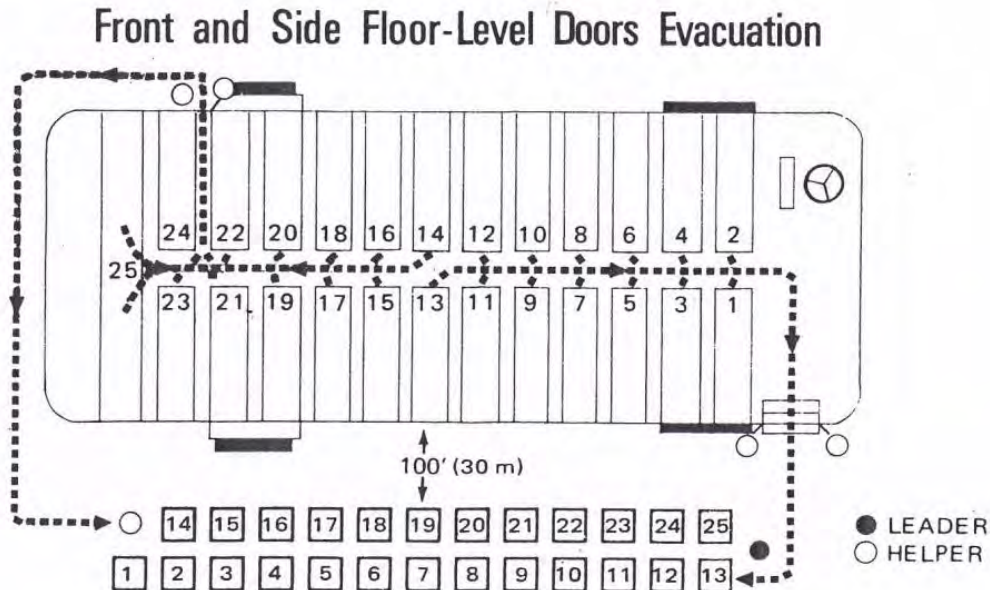 Front and Side Floor-Level Doors Evacuation
24 22 20 18 16 14 12 10 8 6 4 2
25
23 21 19 17 15 13 11 9 7 5 3 1
100' (30 m)
14 15 16 17 18 19 20 21 22 23 24 25
1 2 3 4 5 6 7 8 9 10 11 12 13
LEADER
HELPER